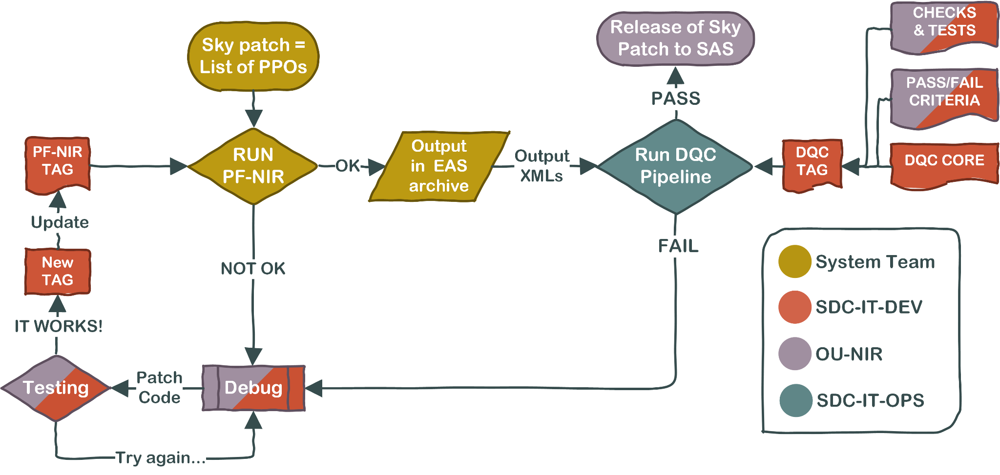 Sky patch =
List of PPOs
Release of Sky
Patch to SAS
CHECKS
& TESTS
PASS
PASS/FAIL
CRITERIA
PF-NIR
TAG
RUN
PF-NIR
OK
Output
in EAS
archive
Output
XMLs
Run DQC
Pipeline
DQC
TAG
DQC CORE
Update
New
TAG
NOT OK
FAIL
IT WORKS!
Testing
Patch
Code
Debug
Try again...
System Team
SDC-IT-DEV
OU-NIR
SDC-IT-OPS